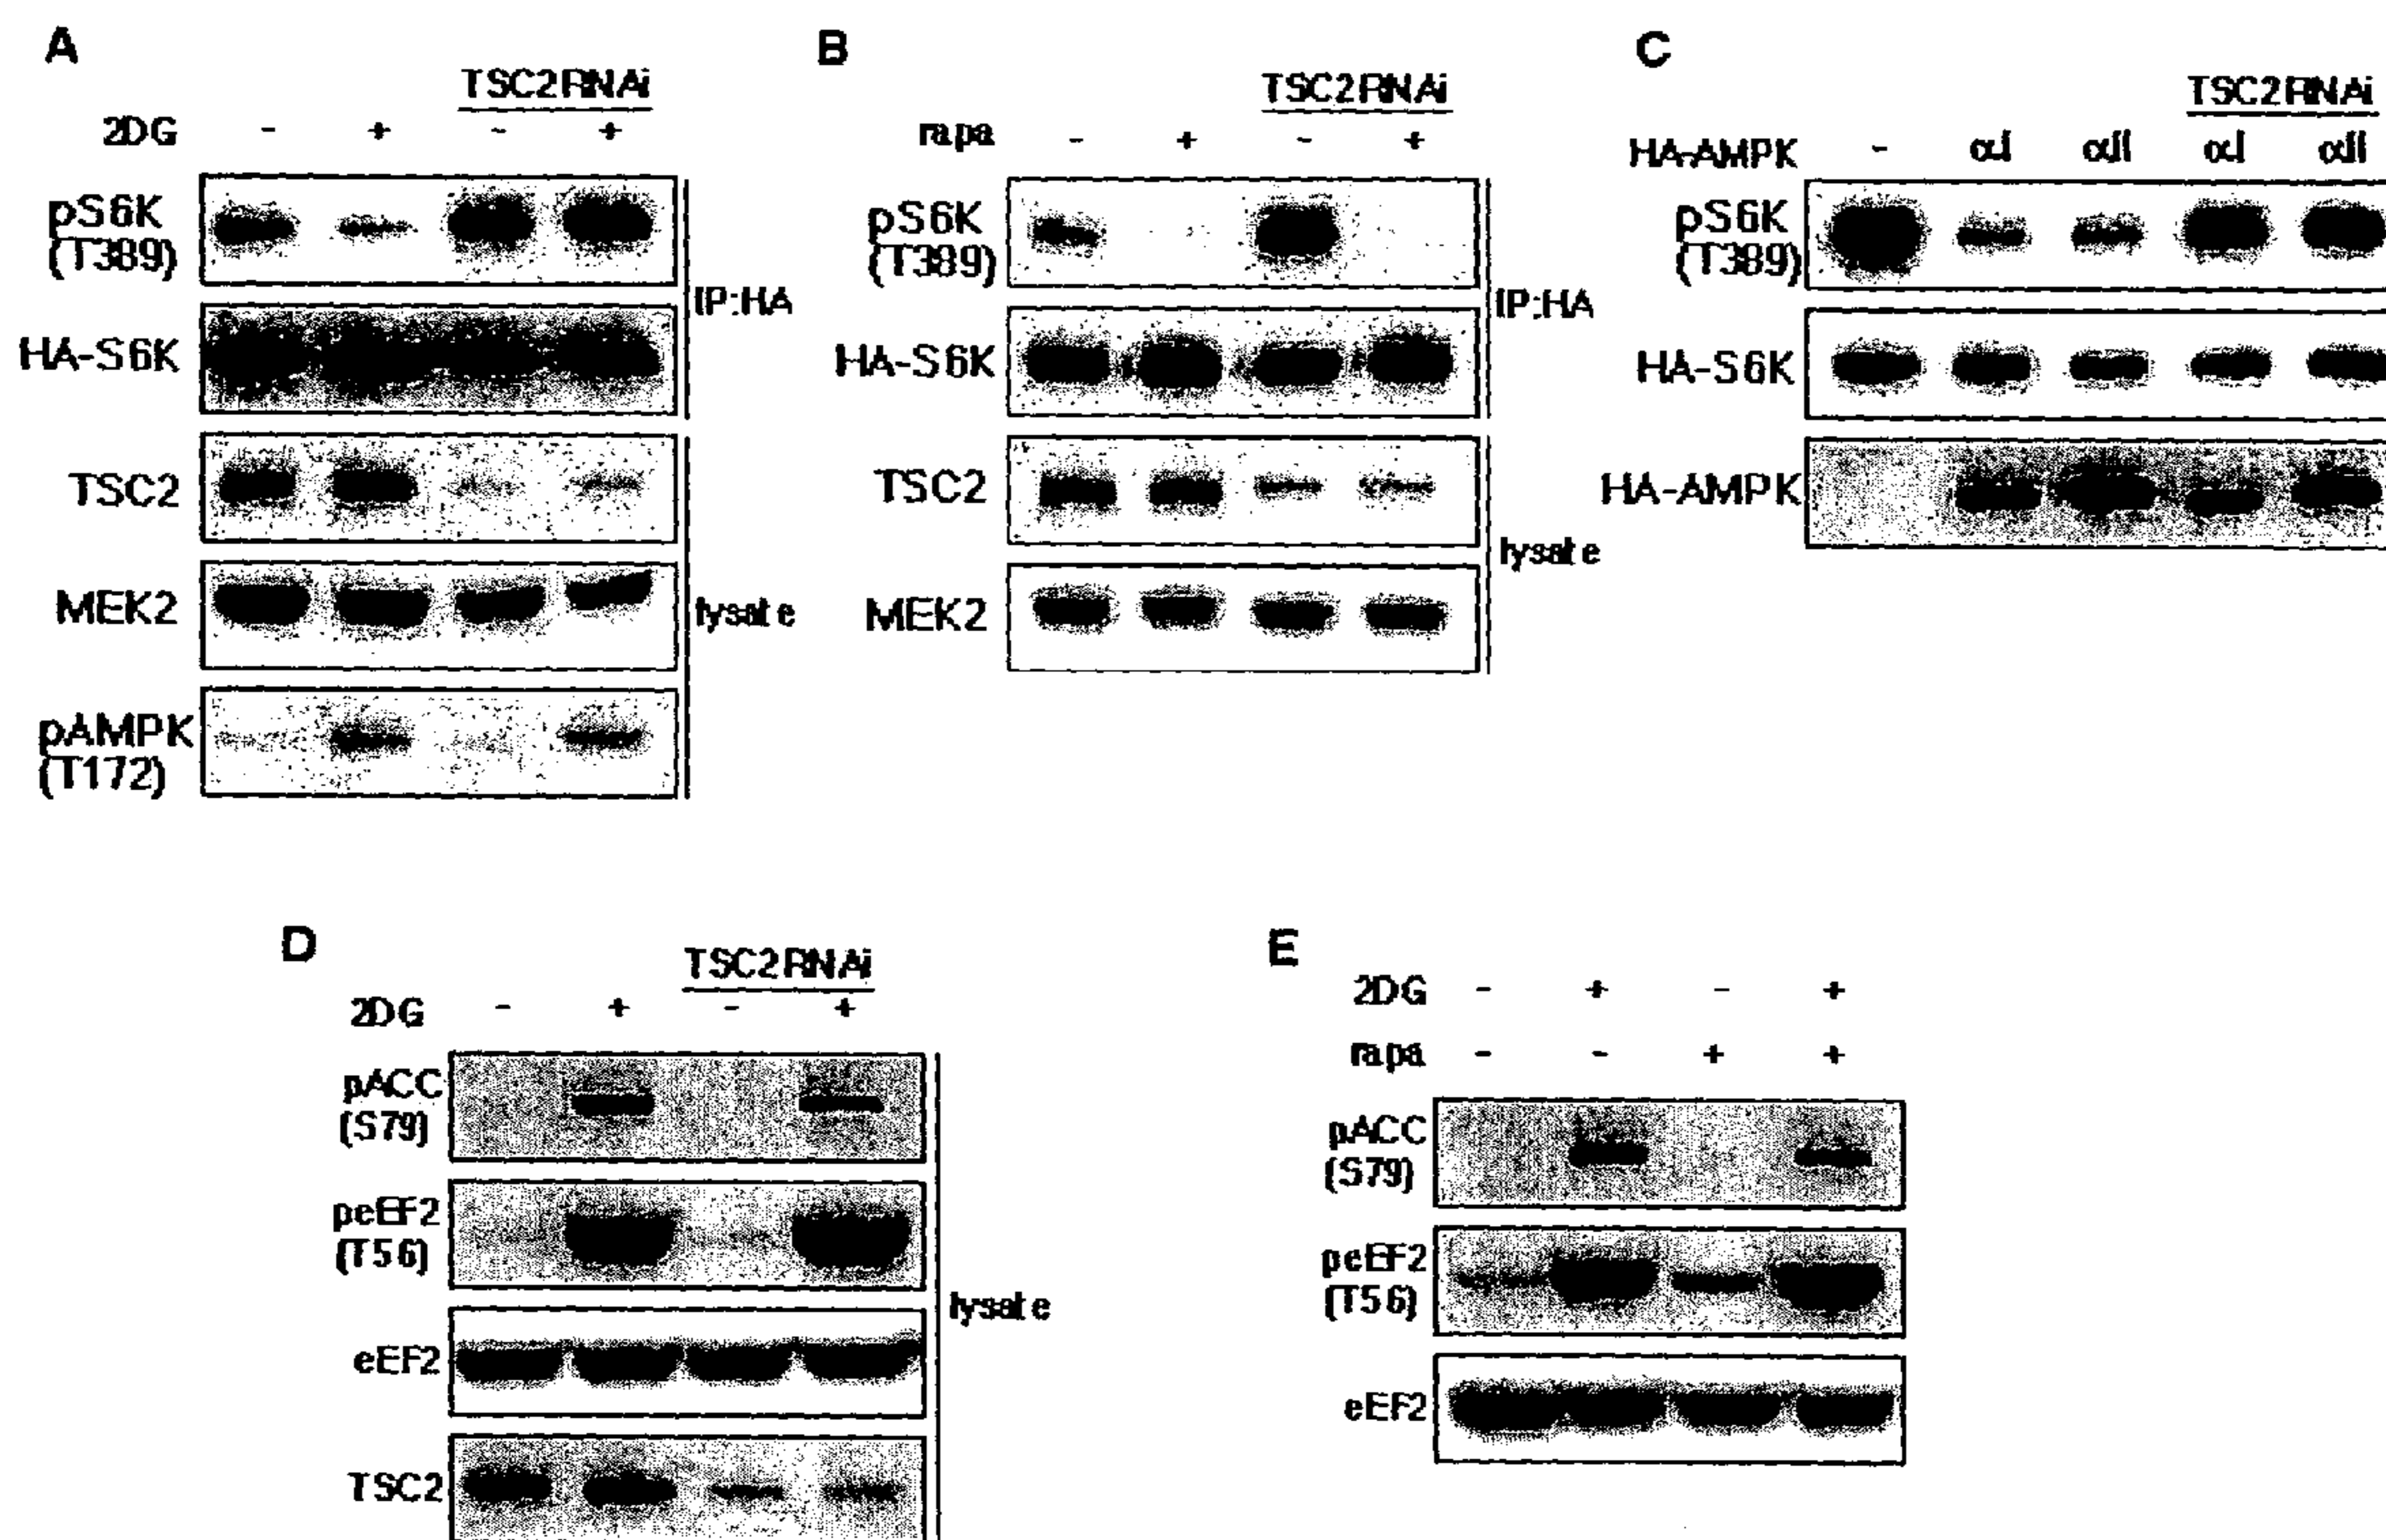 A
TSC2 RNAi
2DG - + - +
pS6K
(T389)
HA-S6K
IP:HA
TSC2
MEK2
pAMPK
(T172)
lysate
B
TSC2 RNAi
rapa - + - +
pS6K
(T389)
HA-S6K
IP:HA
TSC2
MEK2
lysate
C
TSC2 RNAi
HA-AMPK - αI αII αI αII
pS6K
(T389)
HA-S6K
HA-AMPK
D
TSC2 RNAi
2DG - + - +
pACC
(S79)
peEF2
(T56)
eEF2
TSC2
lysate
E
2DG - + - +
rapa - - + +
pACC
(S79)
peEF2
(T56)
eEF2